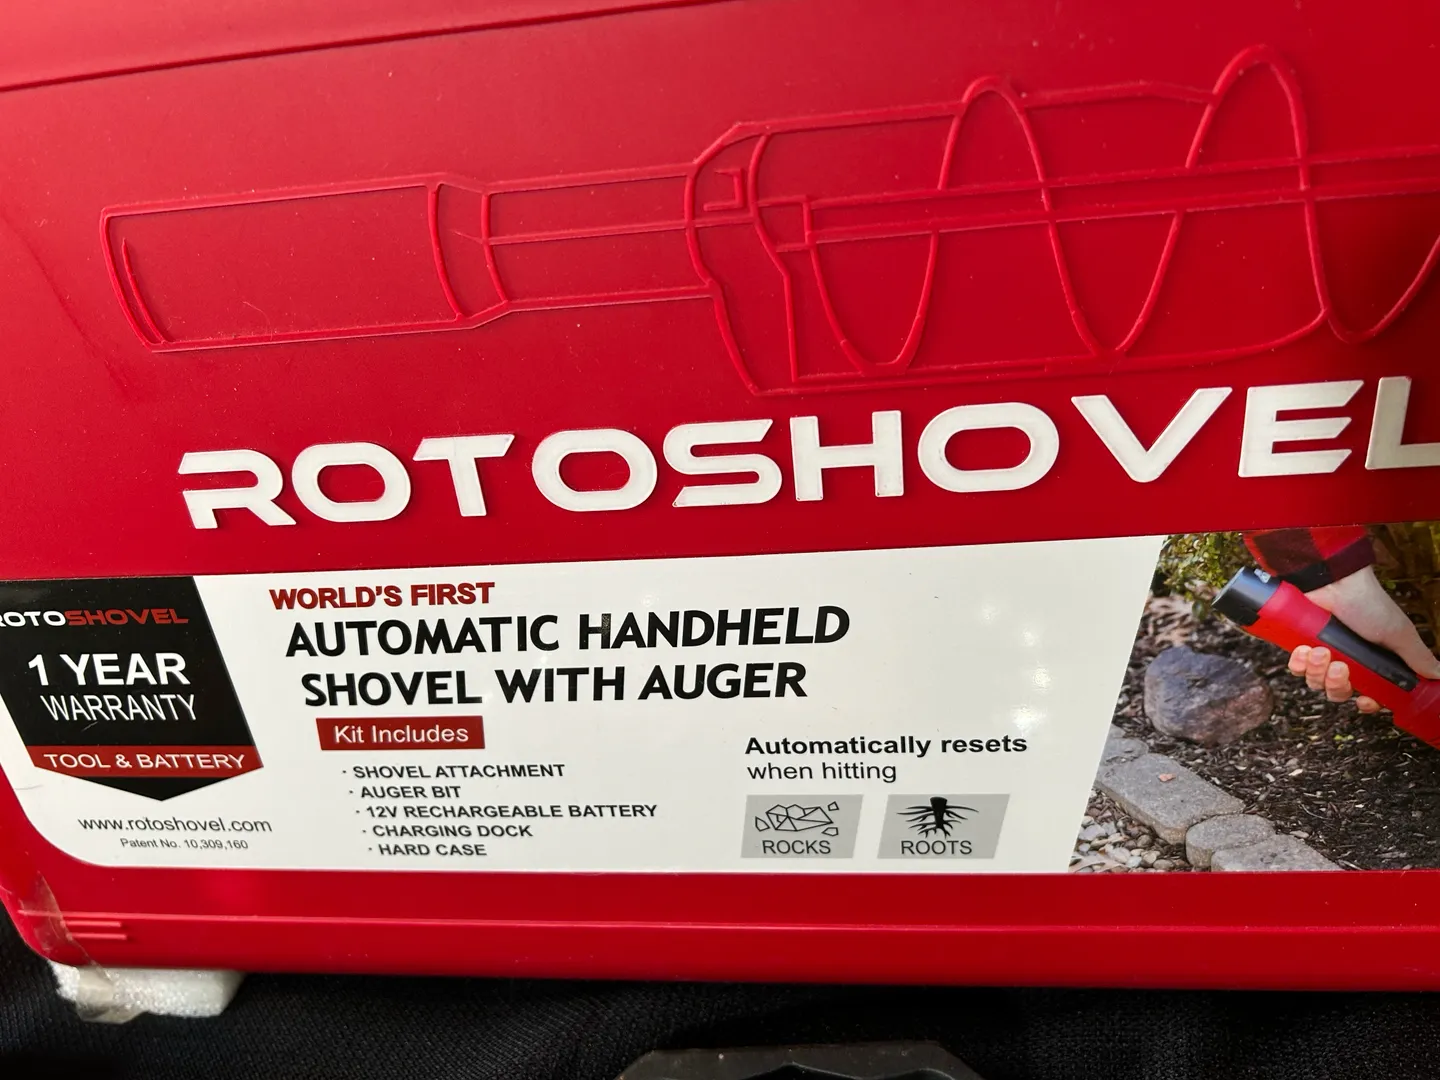 ROTOSHOVEL
ROTOSHOVEL
1 YEAR
WARRANTY
TOOL & BATTERY
www.rotoshovel.com
Patent No. 10,309,160
WORLD'S FIRST
AUTOMATIC HANDHELD
SHOVEL WITH AUGER
Kit Includes
· SHOVEL ATTACHMENT
· AUGER BIT
· 12V RECHARGEABLE BATTERY
· CHARGING DOCK
· HARD CASE
Automatically resets
when hitting
ROCKS
ROOTS